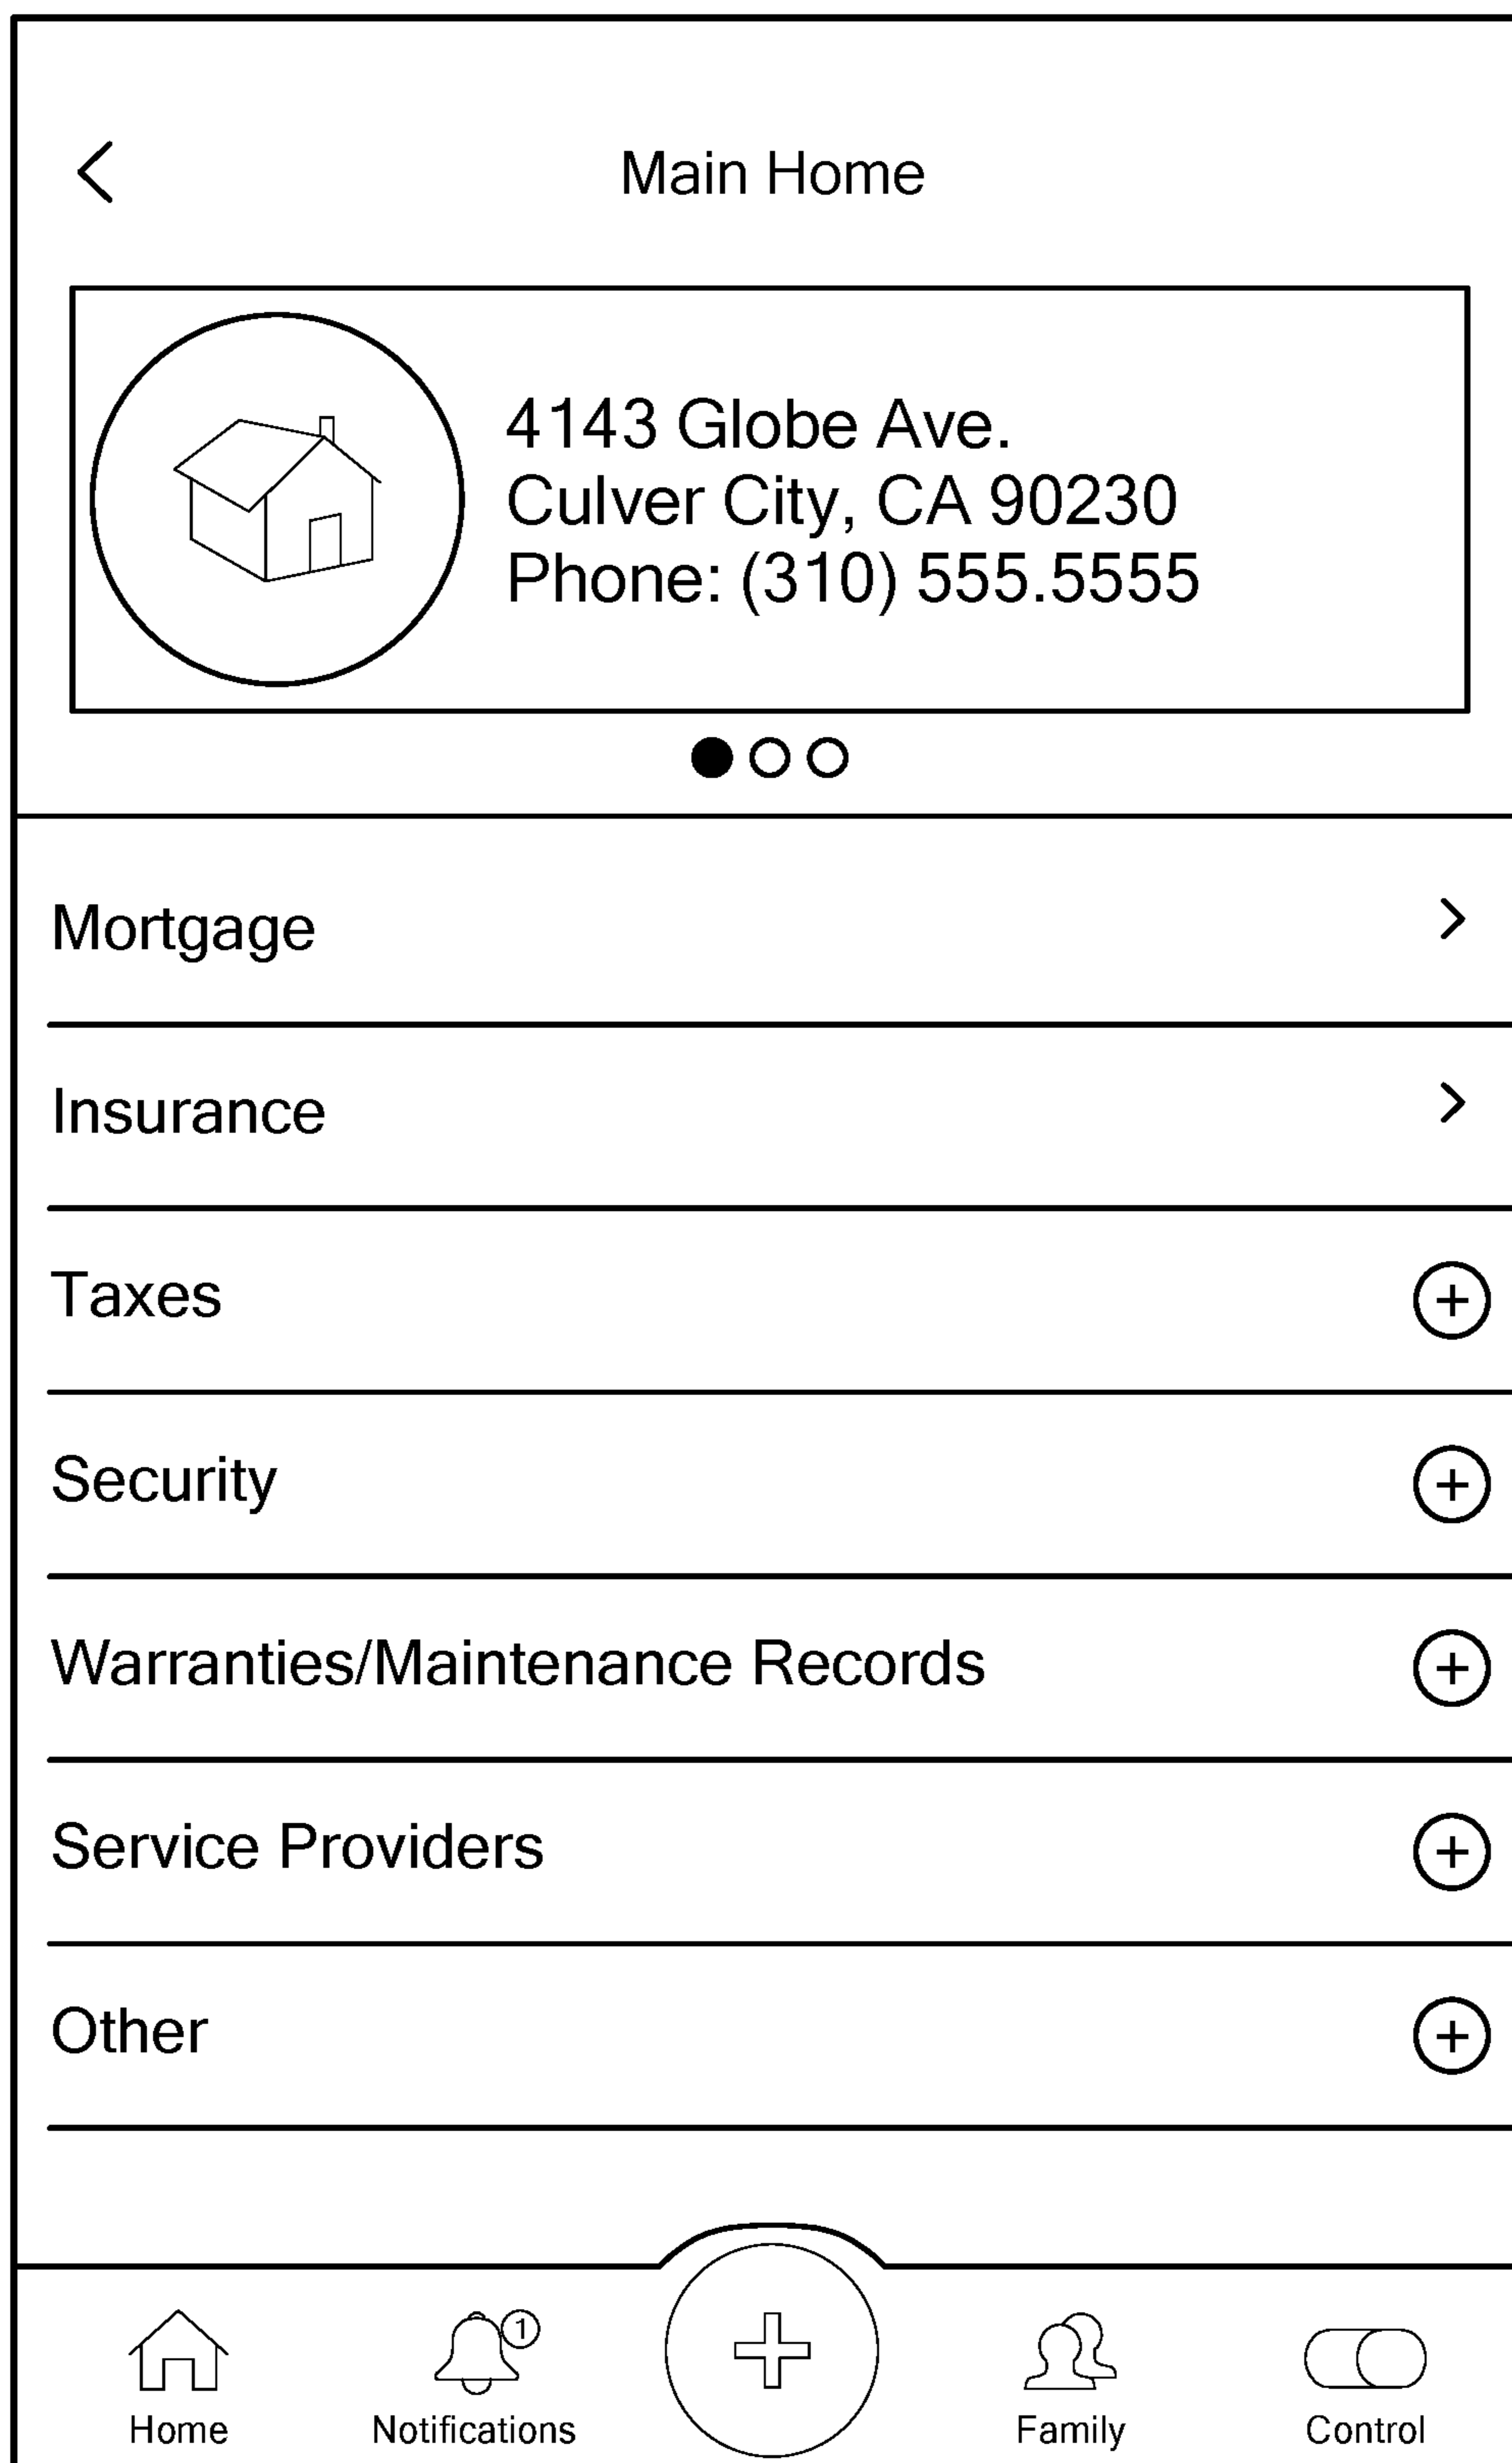 Main Home
4143 Globe Ave.
Culver City, CA 90230
Phone: (310) 555.5555
Mortgage
Insurance
Taxes
Security
Warranties/Maintenance Records
Service Providers
Other
1
Home
Notifications
Family
Control